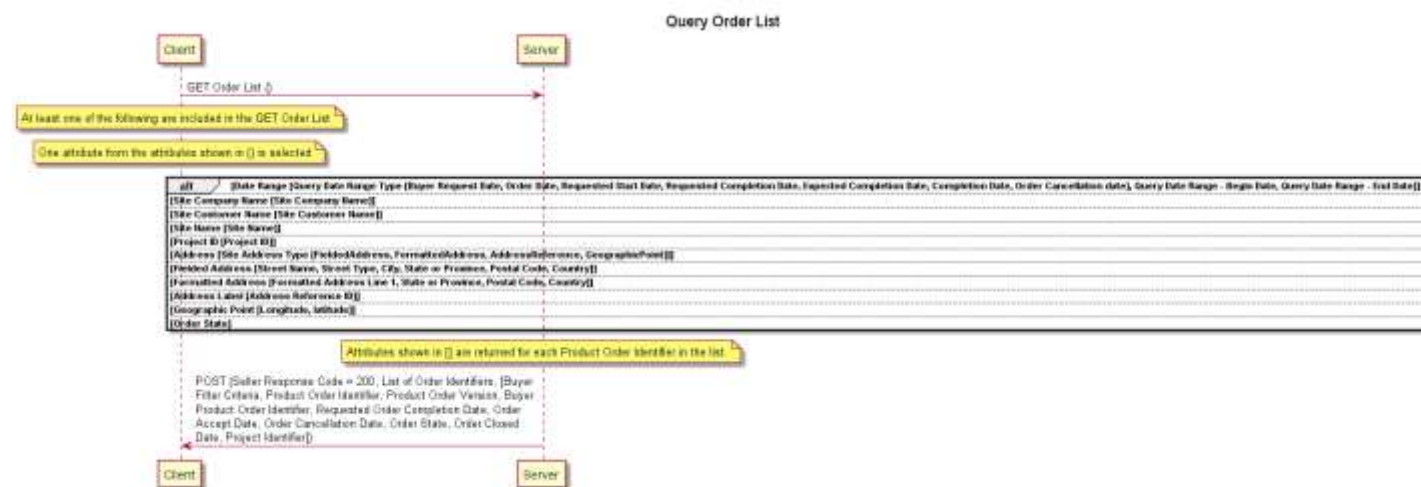 Query Order List
Client
Server
GET Order List ()
At least one of the following are included in the GET Order List
One attribute from the attributes shown in () is selected
alt [Date Range [Query Date Range Type (Buyer Request Date, Order Date, Requested Start Date, Requested Completion Date, Expected Completion Date, Completion Date, Order Cancellation date), Query Date Range - Begin Date, Query Date Range - End Date]]
[Site Company Name [Site Company Name]]
[Site Customer Name [Site Customer Name]]
[Site Name [Site Name]]
[Project ID [Project ID]]
[Address [Site Address Type (FieldedAddress, FormattedAddress, AddressReference, GeographicPoint)]]
[Fielded Address [Street Name, Street Type, City, State or Province, Postal Code, Country]]
[Formatted Address [Formatted Address Line 1, State or Province, Postal Code, Country]]
[Address Label [Address Reference ID]]
[Geographic Point [Longitude, latitude]]
[Order State]
Attributes shown in [] are returned for each Product Order Identifier in the list
POST (Seller Response Code = 200, List of Order Identifiers, [Buyer
Filter Criteria, Product Order Identifier, Product Order Version, Buyer
Product Order Identifier, Requested Order Completion Date, Order
Accept Date, Order Cancellation Date, Order State, Order Closed
Date, Project Identifier])
Client
Server